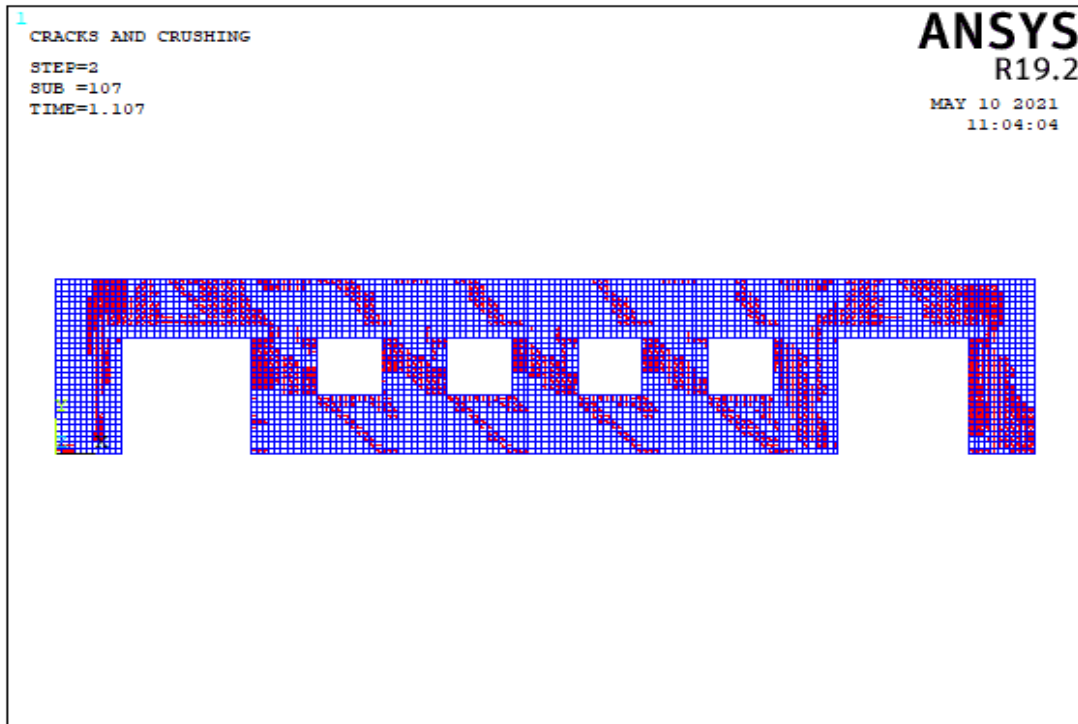 1
CRACKS AND CRUSHING
STEP=2
SUB =107
TIME=1.107
ANSYS
R19.2
MAY 10 2021
11:04:04